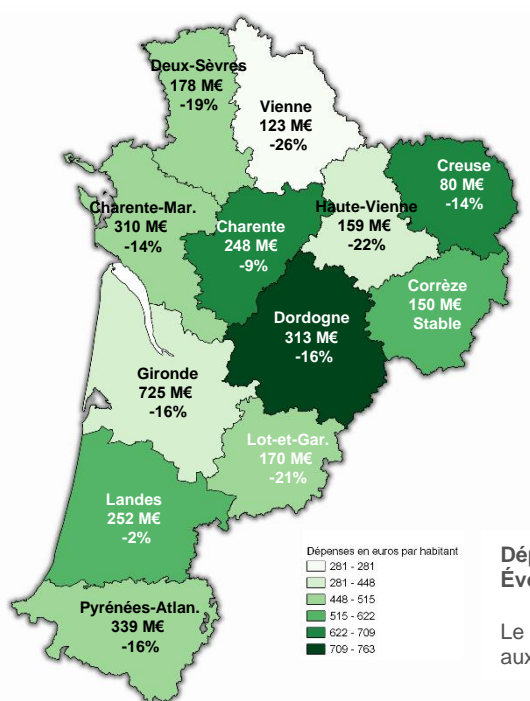 Deux-Sèvres
178 M€
-19%
Vienne
123 M€
-26%
Creuse
80 M€
-14%
Charente-Mar.
310 M€
-14%
Charente
248 M€
-9%
Haute-Vienne
159 M€
-22%
Corrèze
150 M€
Stable
Dordogne
313 M€
-16%
Gironde
725 M€
-16%
Lot-et-Gar.
170 M€
-21%
Landes
252 M€
-2%
Pyrénées-Atlan.
339 M€
-16%
Dépenses en euros par habitant
281 - 281
281 - 448
448 - 515
515 - 622
622 - 709
709 - 763
Dép
Évo
Le
aux